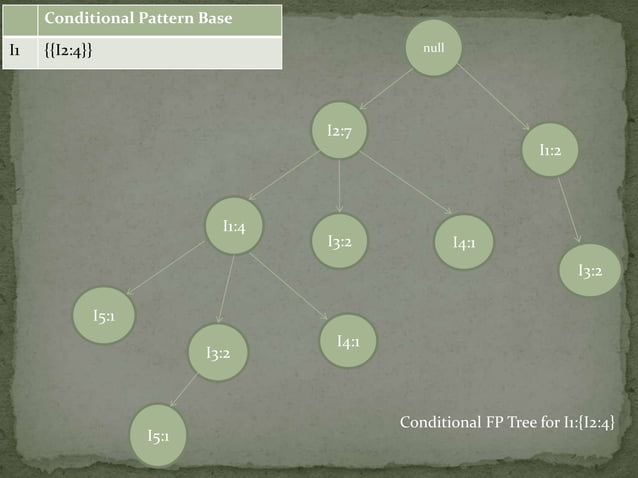 Conditional Pattern Base
I1 {{I2:4}}
null
I2:7
I1:2
I1:4
I3:2
I4:1
I3:2
I5:1
I3:2
I4:1
I5:1
Conditional FP Tree for I1:{I2:4}